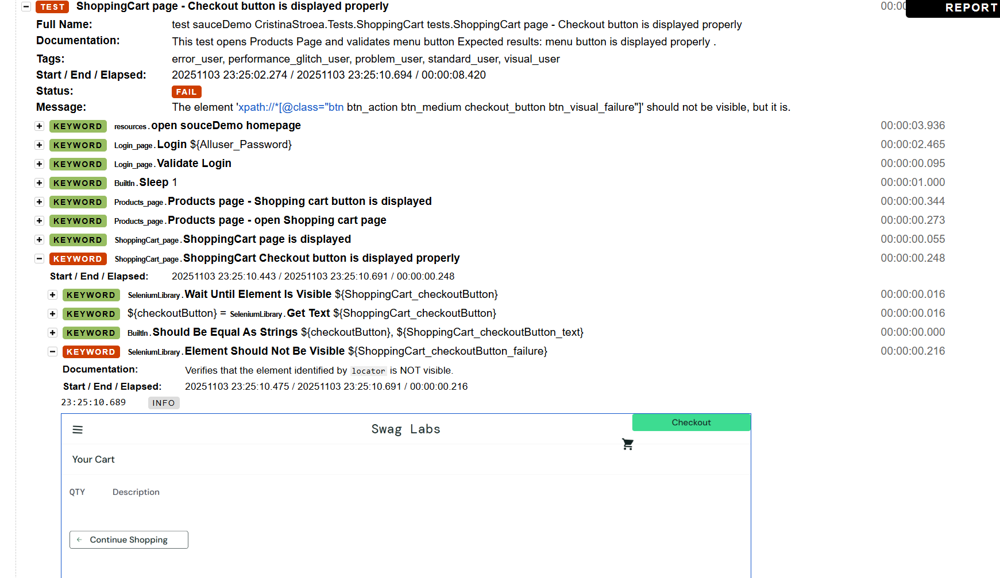 TEST ShoppingCart page - Checkout button is displayed properly 00:00
REPORT
Full Name: test sauceDemo CristinaStroea.Tests.ShoppingCart tests.ShoppingCart page - Checkout button is displayed properly
Documentation: This test opens Products Page and validates menu button Expected results: menu button is displayed properly .
Tags: error_user, performance_glitch_user, problem_user, standard_user, visual_user
Start / End / Elapsed: 20251103 23:25:02.274 / 20251103 23:25:10.694 / 00:00:08.420
Status: FAIL
Message: The element 'xpath://*[@class="btn btn_action btn_medium checkout_button btn_visual_failure"]' should not be visible, but it is.
+ KEYWORD resources.open souceDemo homepage 00:00:03.936
+ KEYWORD Login_page.Login ${Alluser_Password} 00:00:02.465
+ KEYWORD Login_page.Validate Login 00:00:00.095
+ KEYWORD BuiltIn.Sleep 1 00:00:01.000
+ KEYWORD Products_page.Products page - Shopping cart button is displayed 00:00:00.344
+ KEYWORD Products_page.Products page - open Shopping cart page 00:00:00.273
+ KEYWORD ShoppingCart_page.ShoppingCart page is displayed 00:00:00.055
− KEYWORD ShoppingCart_page.ShoppingCart Checkout button is displayed properly 00:00:00.248
Start / End / Elapsed: 20251103 23:25:10.443 / 20251103 23:25:10.691 / 00:00:00.248
+ KEYWORD SeleniumLibrary.Wait Until Element Is Visible ${ShoppingCart_checkoutButton} 00:00:00.016
+ KEYWORD ${checkoutButton} = SeleniumLibrary.Get Text ${ShoppingCart_checkoutButton} 00:00:00.016
+ KEYWORD BuiltIn.Should Be Equal As Strings ${checkoutButton}, ${ShoppingCart_checkoutButton_text} 00:00:00.000
− KEYWORD SeleniumLibrary.Element Should Not Be Visible ${ShoppingCart_checkoutButton_failure} 00:00:00.216
Documentation: Verifies that the element identified by locator is NOT visible.
Start / End / Elapsed: 20251103 23:25:10.475 / 20251103 23:25:10.691 / 00:00:00.216
23:25:10.689 INFO
Checkout
Swag Labs
Your Cart
QTY Description
← Continue Shopping